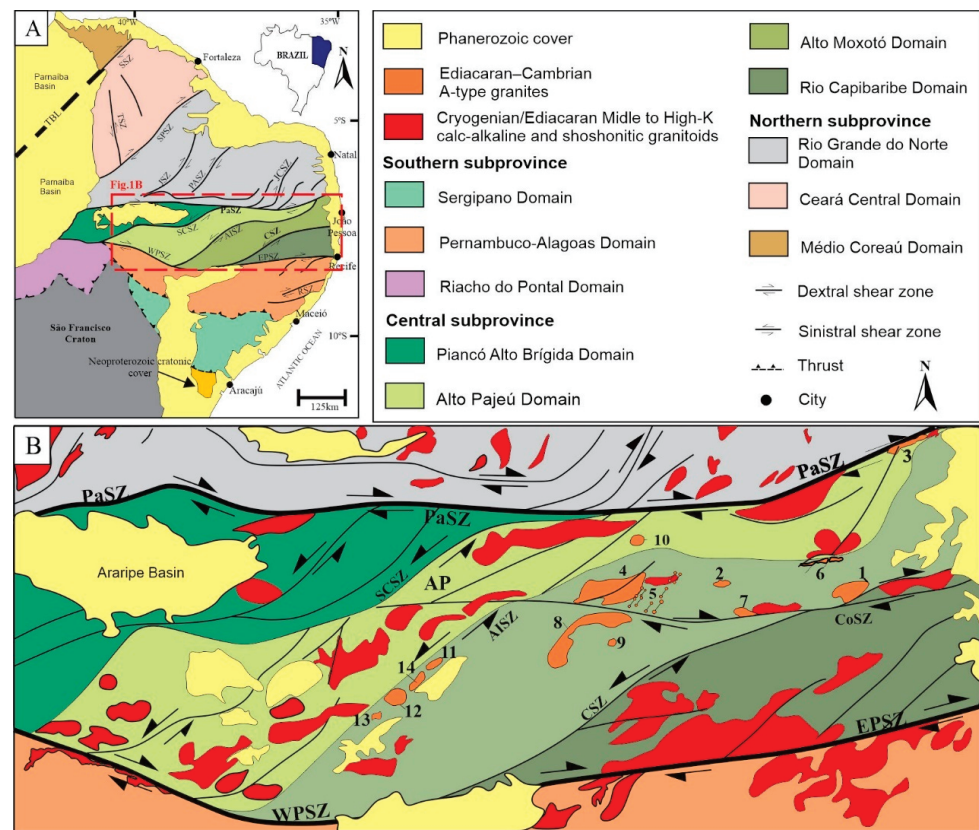 A
40°W
35°W
N
BRAZIL
Fortaleza
SSZ
Parnaiba
Basin
TBL
TSZ
SPSZ
5°S
Natal
JSZ
PASZ
JCSZ
Parnaiba
Basin
Fig.1B
PaSZ
João
Pessoa
SCSZ
AISZ
CSZ
WPSZ
EPSZ
Recife
RSZ
Maceió
São Francisco
Craton
10°S
Neoproterozoic cratonic
cover
Aracajú
ATLANTIC OCEAN
125km
Phanerozoic cover
Ediacaran–Cambrian
A-type granites
Cryogenian/Ediacaran Midle to High-K
calc-alkaline and shoshonitic granitoids
Southern subprovince
Sergipano Domain
Pernambuco-Alagoas Domain
Riacho do Pontal Domain
Central subprovince
Piancó Alto Brígida Domain
Alto Pajeú Domain
Alto Moxotó Domain
Rio Capibaribe Domain
Northern subprovince
Rio Grande do Norte
Domain
Ceará Central Domain
Médio Coreaú Domain
Dextral shear zone
Sinistral shear zone
Thrust
City
N
B
PaSZ
PaSZ
PaSZ
3
Araripe Basin
SCSZ
AP
10
4
5
2
6
1
7
CoSZ
8
9
AISZ
14
11
12
13
CSZ
EPSZ
WPSZ